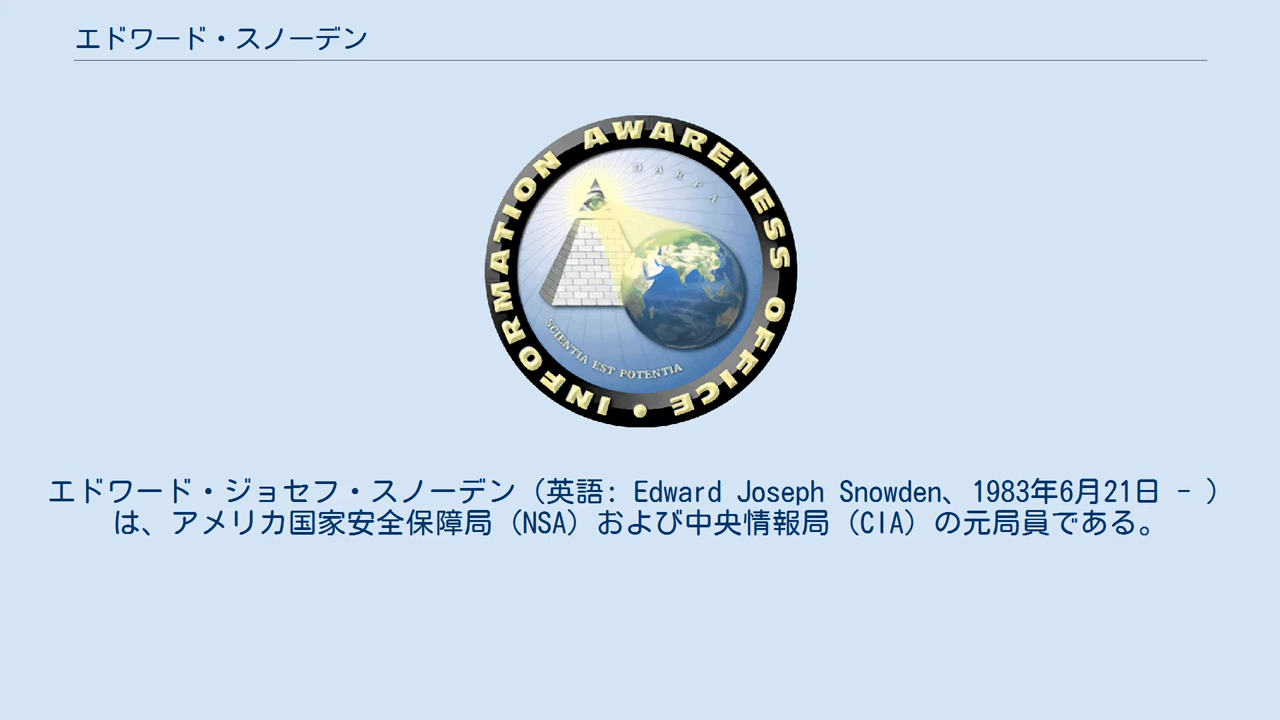 エドワード・スノーデン
INFORMATION AWARENESS OFFICE •
DARPA
SCIENTIA EST POTENTIA
エドワード・ジョセフ・スノーデン（英語: Edward Joseph Snowden、1983年6月21日 - ）
は、アメリカ国家安全保障局（NSA）および中央情報局（CIA）の元局員である。